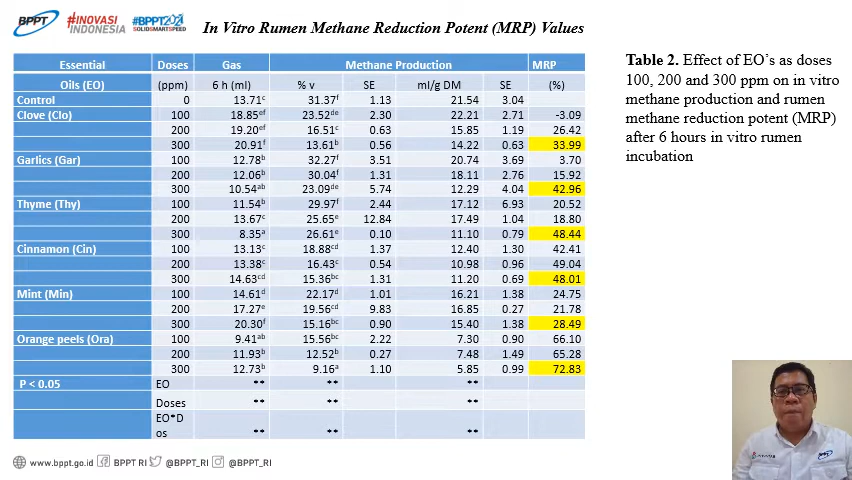 BPPT
#INOVASI
INDONESIA
#BPPT
SOLIDSMARTSPEED
In Vitro Rumen Methane Reduction Potent (MRP) Values
Essential Doses Gas Methane Production MRP
Oils (EO) (ppm) 6 h (ml) % v SE ml/g DM SE (%)
Control 0 13.71c 31.37f 1.13 21.54 3.04
Clove (Clo) 100 18.85ef 23.52de 2.30 22.21 2.71 -3.09
200 19.20ef 16.51c 0.63 15.85 1.19 26.42
300 20.91f 13.61b 0.56 14.22 0.63 33.99
Garlics (Gar) 100 12.78b 32.27f 3.51 20.74 3.69 3.70
200 12.06b 30.04f 1.31 18.11 2.76 15.92
300 10.54ab 23.09de 5.74 12.29 4.04 42.96
Thyme (Thy) 100 11.54b 29.97f 2.44 17.12 6.93 20.52
200 13.67c 25.65e 12.84 17.49 1.04 18.80
300 8.35a 26.61e 0.10 11.10 0.79 48.44
Cinnamon (Cin) 100 13.13c 18.88cd 1.37 12.40 1.30 42.41
200 13.38c 16.43c 0.54 10.98 0.96 49.04
300 14.63cd 15.36bc 1.31 11.20 0.69 48.01
Mint (Min) 100 14.61d 22.17d 1.01 16.21 1.38 24.75
200 17.27e 19.56cd 9.83 16.85 0.27 21.78
300 20.30f 15.16bc 0.90 15.40 1.38 28.49
Orange peels (Ora) 100 9.41ab 15.56bc 2.22 7.30 0.90 66.10
200 11.93b 12.52b 0.27 7.48 1.49 65.28
300 12.73b 9.16a 1.10 5.85 0.99 72.83
P < 0.05 EO ** ** **
Doses ** ** **
EO*D
os ** ** **
Table 2. Effect of EO's as doses
100, 200 and 300 ppm on in vitro
methane production and rumen
methane reduction potent (MRP)
after 6 hours in vitro rumen
incubation
www.bppt.go.id BPPT RI @BPPT_RI @BPPT_RI